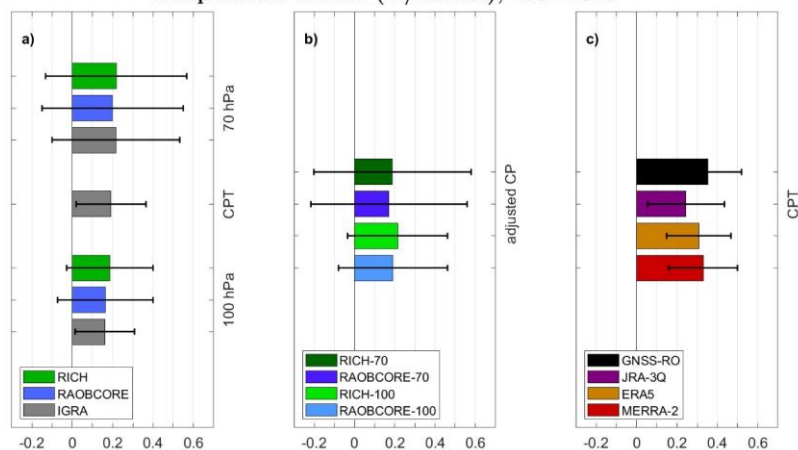 a)
70 hPa
CPT
100 hPa
RICH
RAOBCORE
IGRA
-0.2 0 0.2 0.4 0.6
b)
adjusted CP
RICH-70
RAOBCORE-70
RICH-100
RAOBCORE-100
-0.2 0 0.2 0.4 0.6
c)
CPT
GNSS-RO
JRA-3Q
ERA5
MERRA-2
-0.2 0 0.2 0.4 0.6